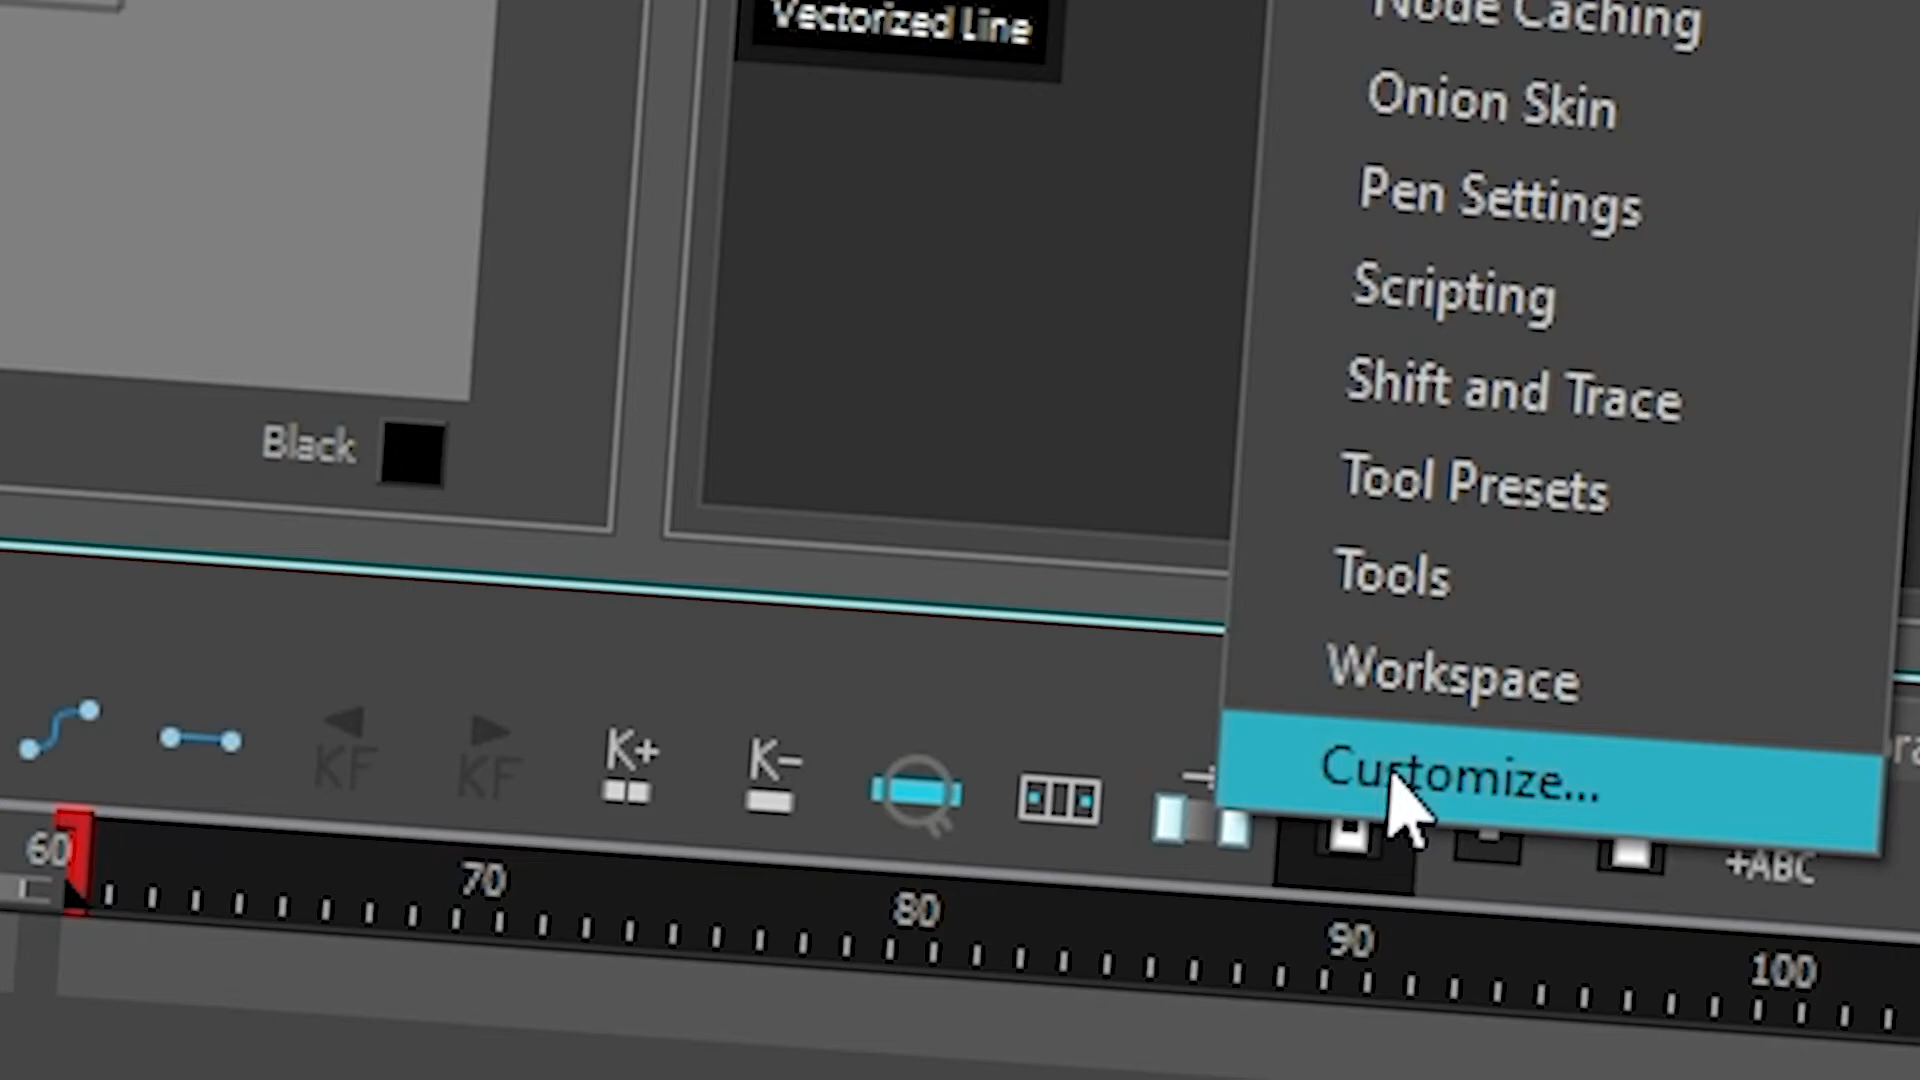 Vectorized Line
Node Caching
Onion Skin
Pen Settings
Scripting
Shift and Trace
Tool Presets
Tools
Workspace
Customize...
Black
KF
KF
K+
K-
+ABC
60
70
80
90
100